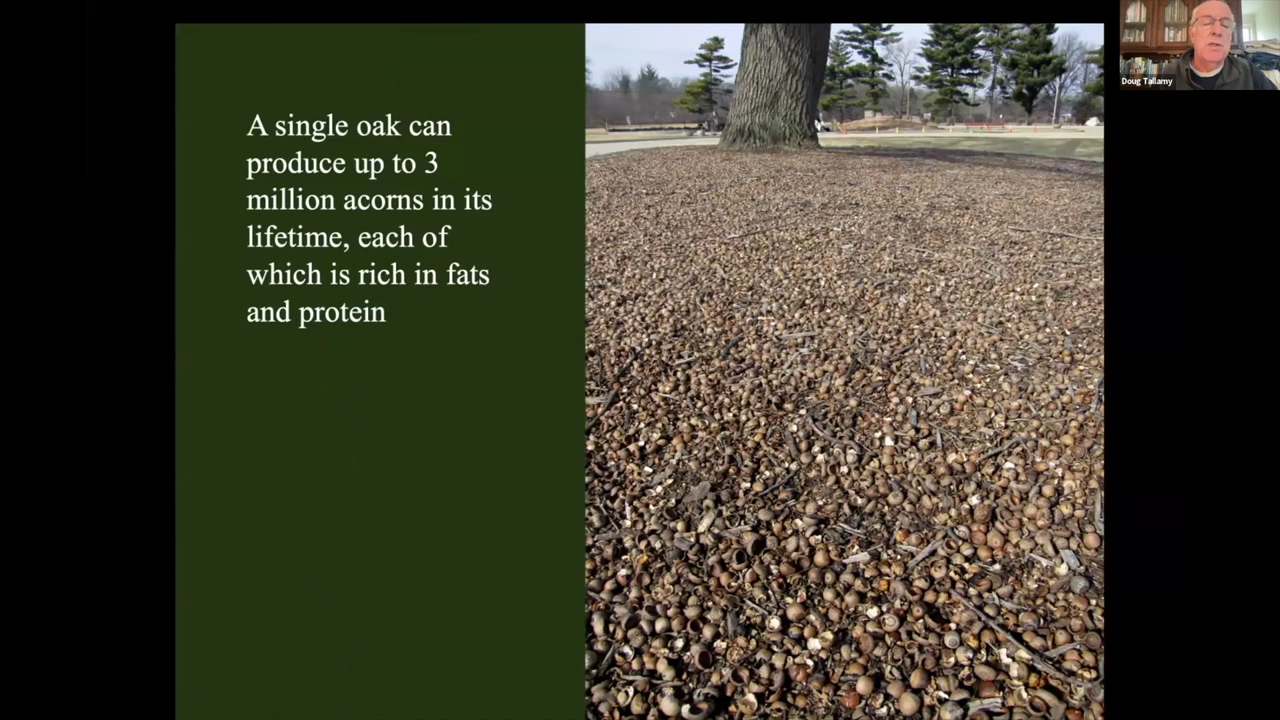 A single oak can
produce up to 3
million acorns in its
lifetime, each of
which is rich in fats
and protein
Doug Tallamy